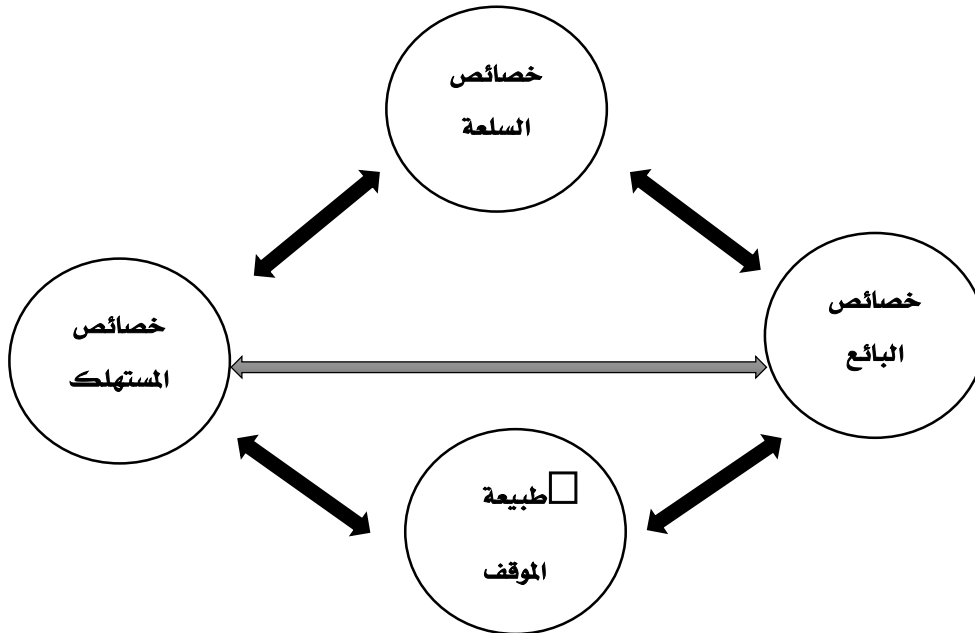 خصائص
السلعة
خصائص
البائع
خصائص
المستهلك
طبيعة
الموقف